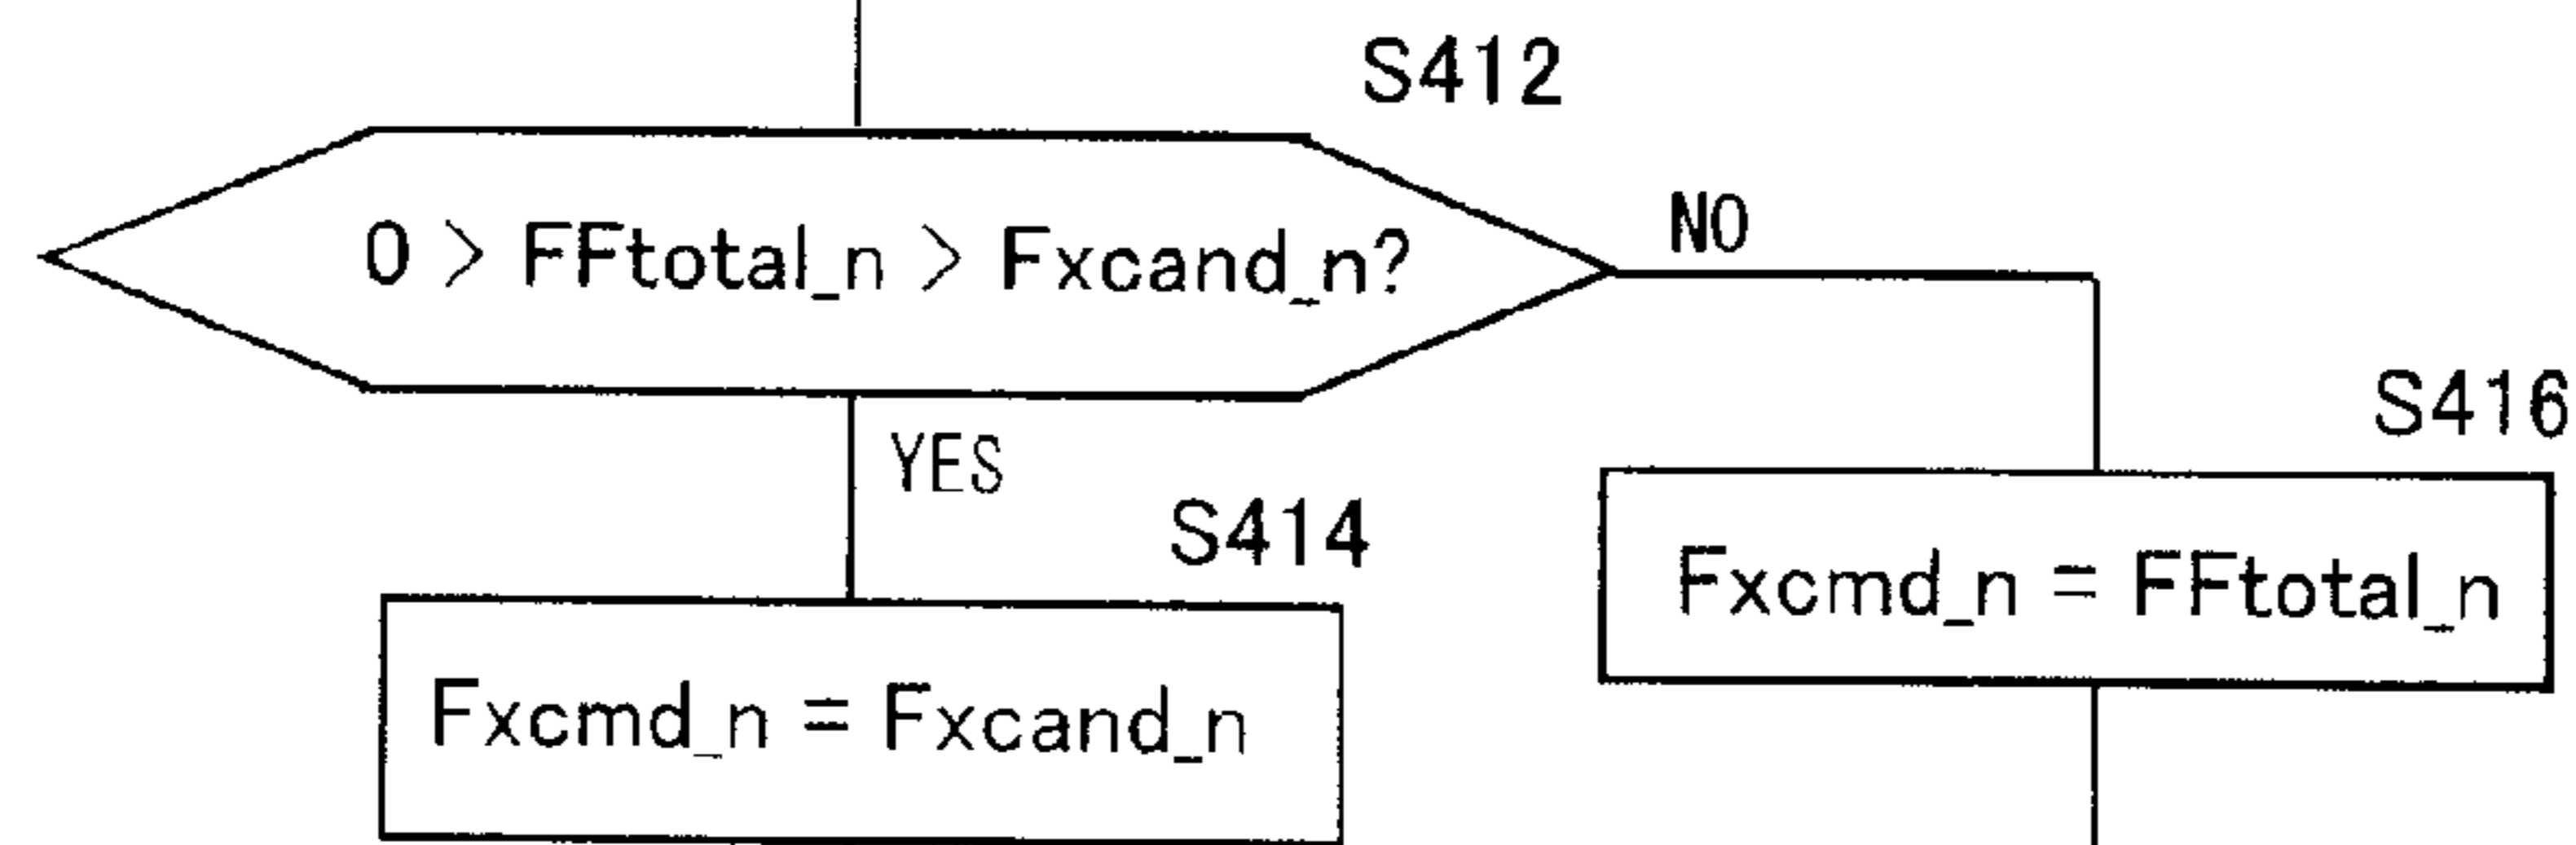 S412
0 > FFtotal_n > Fxcand_n?
NO
YES
S416
S414
Fxcmd_n = FFtotal_n
Fxcmd_n = Fxcand_n